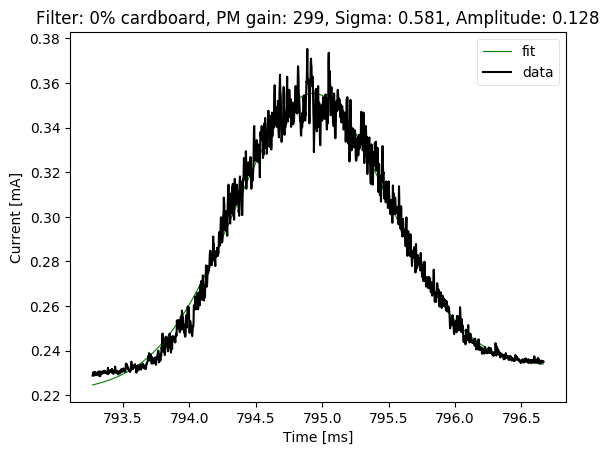 Filter: 0% cardboard, PM gain: 299, Sigma: 0.581, Amplitude: 0.128
fit
data
0.38
0.36
0.34
0.32
0.30
0.28
0.26
0.24
0.22
Current [mA]
793.5 794.0 794.5 795.0 795.5 796.0 796.5
Time [ms]